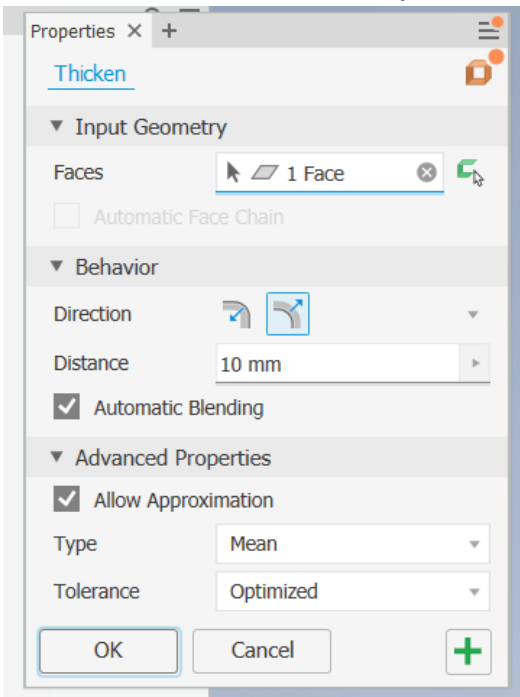 Properties
Thicken
Input Geometry
Faces 1 Face
Automatic Face Chain
Behavior
Direction
Distance 10 mm
Automatic Blending
Advanced Properties
Allow Approximation
Type Mean
Tolerance Optimized
OK Cancel